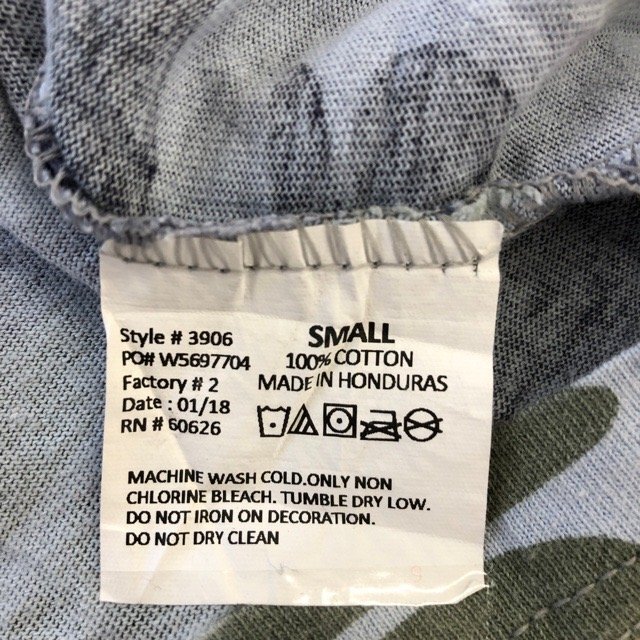 Style # 3906
PO# W5697704
Factory # 2
Date : 01/18
RN # 60626
SMALL
100% COTTON
MADE IN HONDURAS
MACHINE WASH COLD.ONLY NON
CHLORINE BLEACH. TUMBLE DRY LOW.
DO NOT IRON ON DECORATION.
DO NOT DRY CLEAN